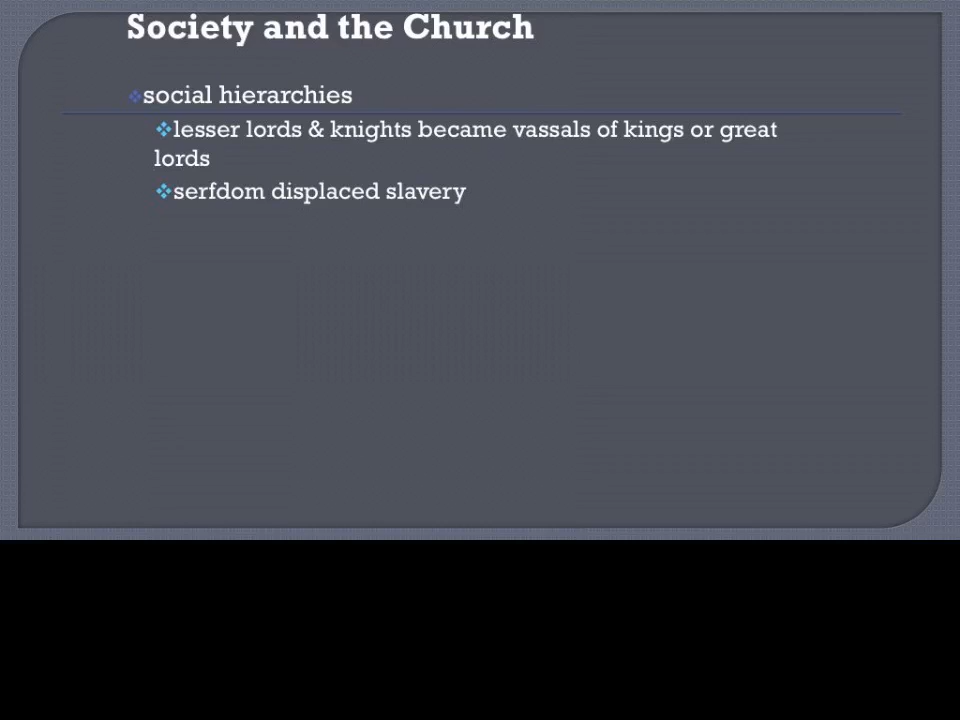 Society and the Church
❖social hierarchies
❖lesser lords & knights became vassals of kings or great
lords
❖serfdom displaced slavery